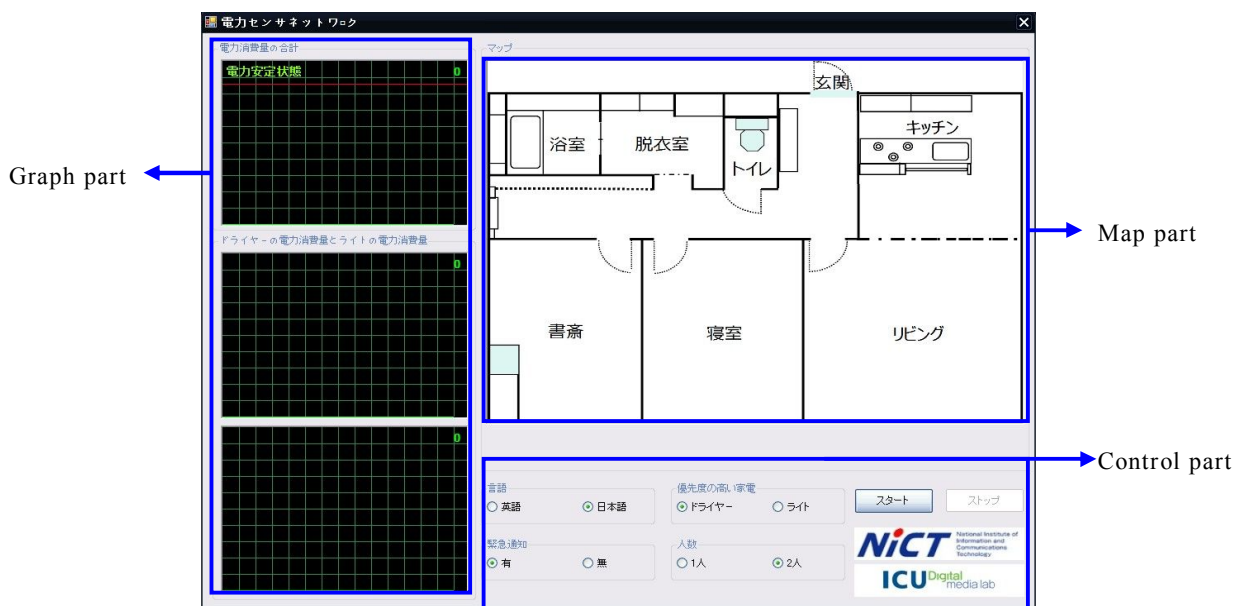 電力センサネットワーク
電力消費量の合計
電力安定状態 0
ドライヤーの電力消費量とライトの電力消費量
0
0
Graph part
マップ
玄関
浴室
脱衣室
トイレ
キッチン
書斎
寝室
リビング
Map part
Control part
言語
英語 日本語
優先度の高い家電
ドライヤー ライト
スタート ストップ
緊急通知
有 無
人数
1人 2人
NiCT National Institute of
Information and
Communications
Technology
ICU Digital
media lab